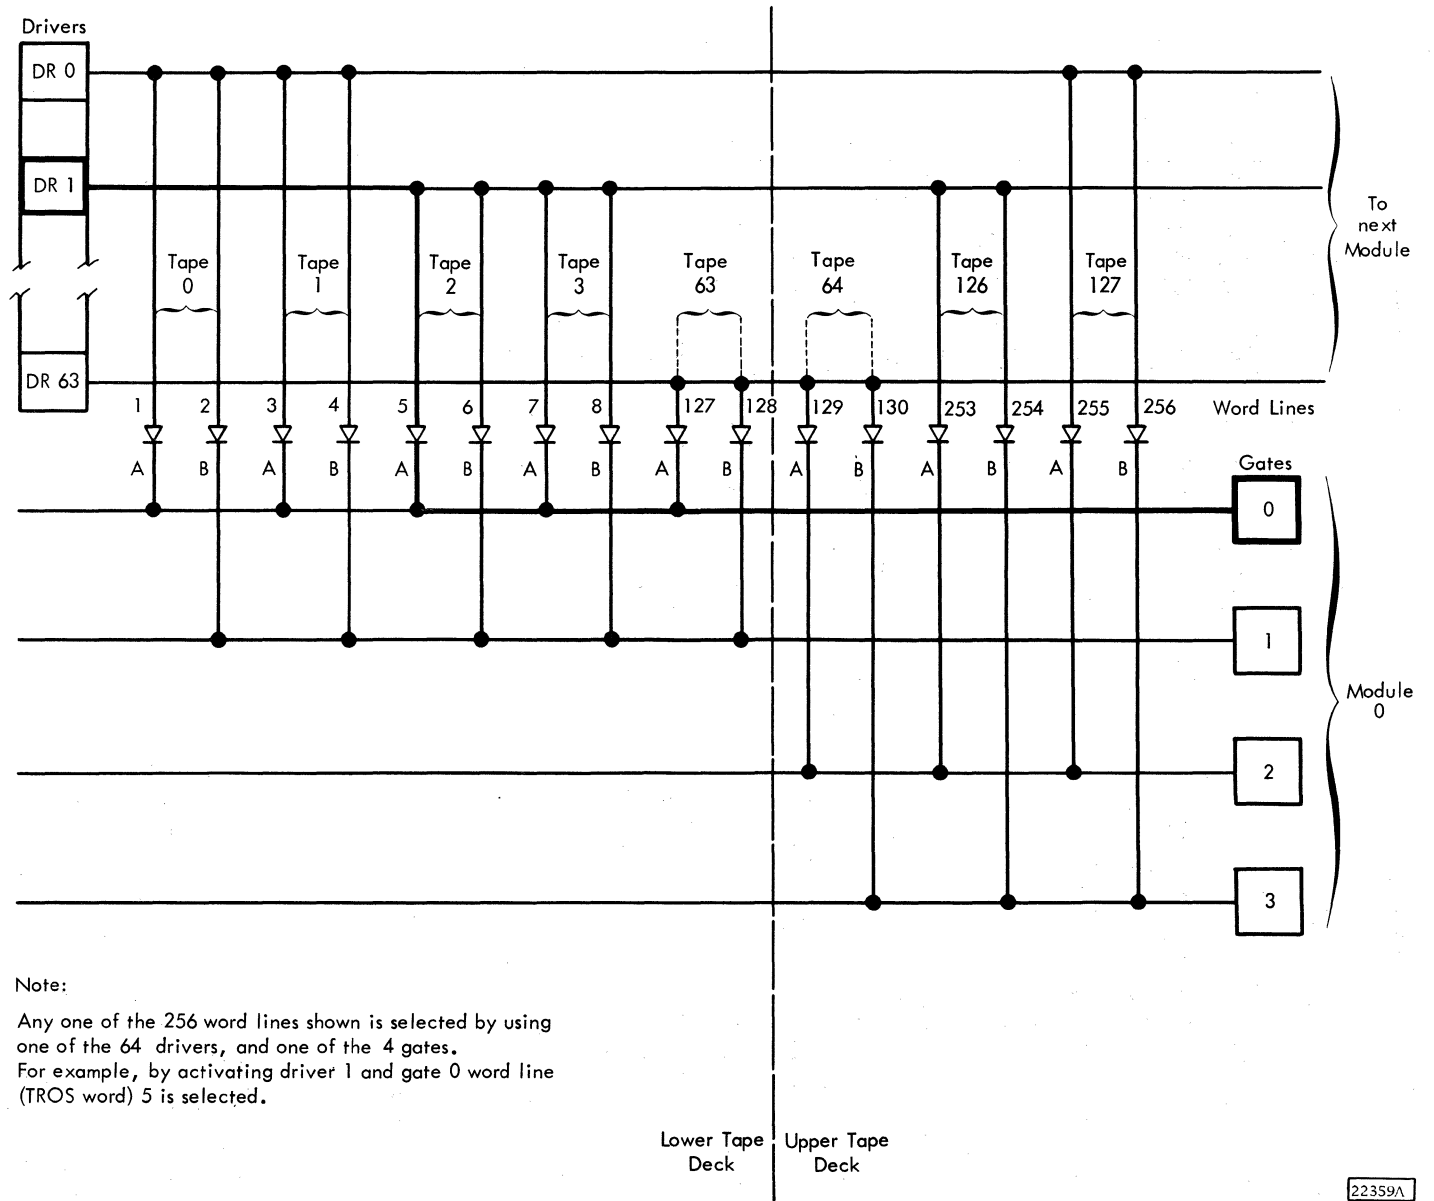 Drivers
DR 0
DR 1
To
next
Module
Tape
0
Tape
1
Tape
2
Tape
3
Tape
63
Tape
64
Tape
126
Tape
127
DR 63
1 2 3 4 5 6 7 8 127 128 129 130 253 254 255 256 Word Lines
A B A B A B A B A B A B A B A B
Gates
0
1
Module
0
2
3
Note:
Any one of the 256 word lines shown is selected by using
one of the 64 drivers, and one of the 4 gates.
For example, by activating driver 1 and gate 0 word line
(TROS word) 5 is selected.
Lower Tape
Deck
Upper Tape
Deck
22359A